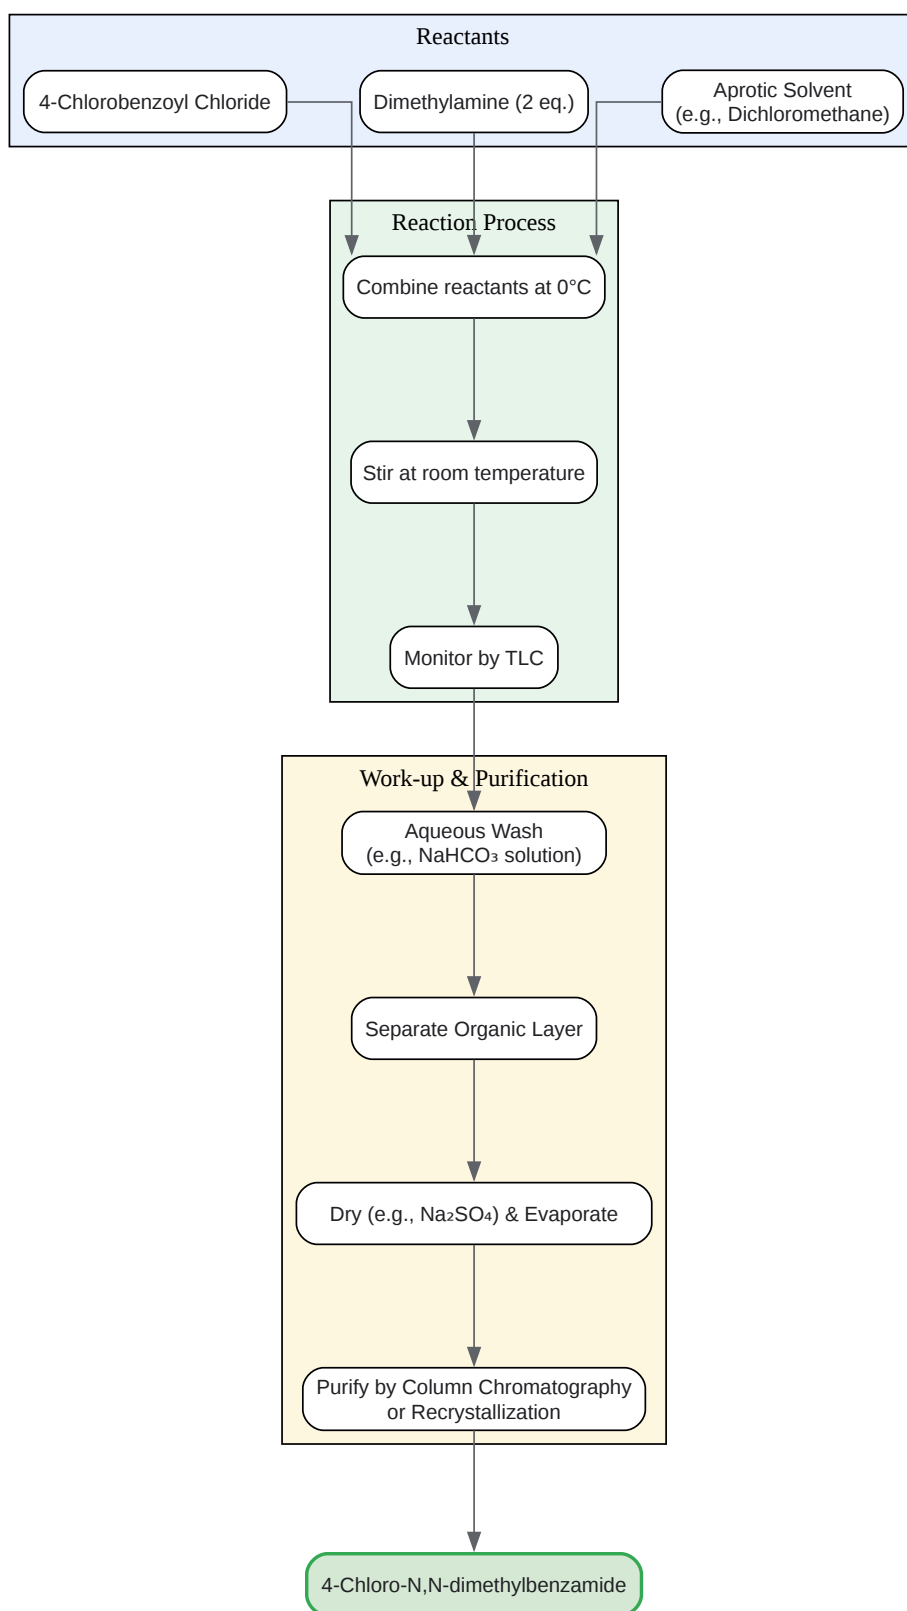 Reactants
4-Chlorobenzoyl Chloride
Dimethylamine (2 eq.)
Aprotic Solvent
(e.g., Dichloromethane)
Reaction Process
Combine reactants at 0°C
Stir at room temperature
Monitor by TLC
Work-up & Purification
Aqueous Wash
(e.g., NaHCO₃ solution)
Separate Organic Layer
Dry (e.g., Na₂SO₄) & Evaporate
Purify by Column Chromatography
or Recrystallization
4-Chloro-N,N-dimethylbenzamide